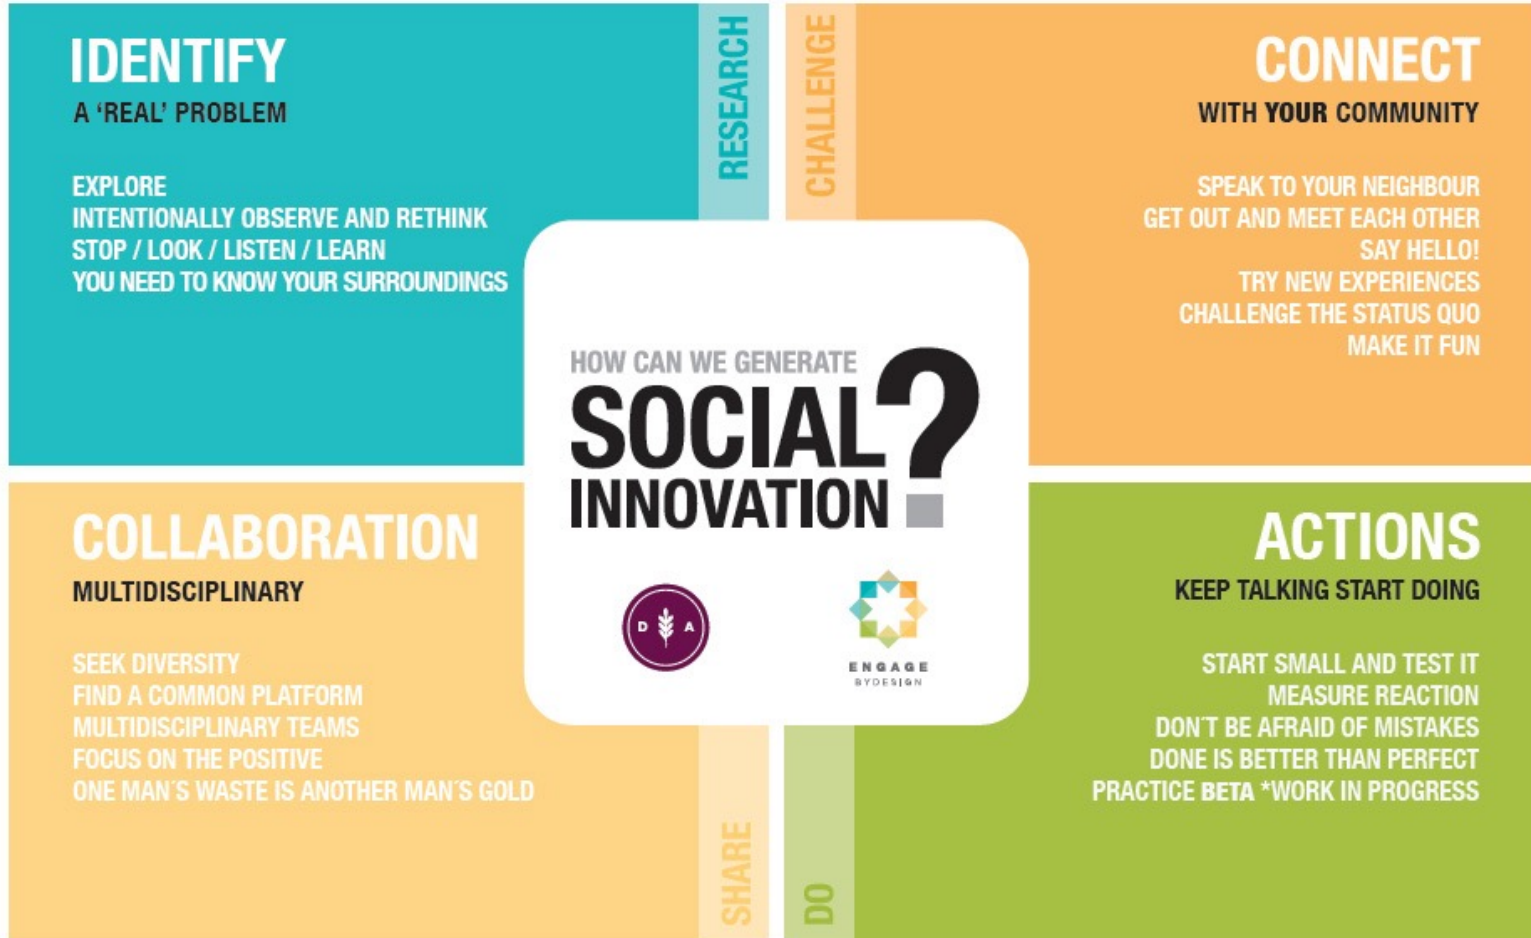 IDENTIFY
A ‘REAL’ PROBLEM
EXPLORE
INTENTIONALLY OBSERVE AND RETHINK
STOP / LOOK / LISTEN / LEARN
YOU NEED TO KNOW YOUR SURROUNDINGS
RESEARCH
CHALLENGE
CONNECT
WITH YOUR COMMUNITY
SPEAK TO YOUR NEIGHBOUR
GET OUT AND MEET EACH OTHER
SAY HELLO!
TRY NEW EXPERIENCES
CHALLENGE THE STATUS QUO
MAKE IT FUN
HOW CAN WE GENERATE
SOCIAL
INNOVATION?
D A
ENGAGE
BYDESIGN
COLLABORATION
MULTIDISCIPLINARY
SEEK DIVERSITY
FIND A COMMON PLATFORM
MULTIDISCIPLINARY TEAMS
FOCUS ON THE POSITIVE
ONE MAN´S WASTE IS ANOTHER MAN´S GOLD
SHARE
DO
ACTIONS
KEEP TALKING START DOING
START SMALL AND TEST IT
MEASURE REACTION
DON´T BE AFRAID OF MISTAKES
DONE IS BETTER THAN PERFECT
PRACTICE BETA *WORK IN PROGRESS